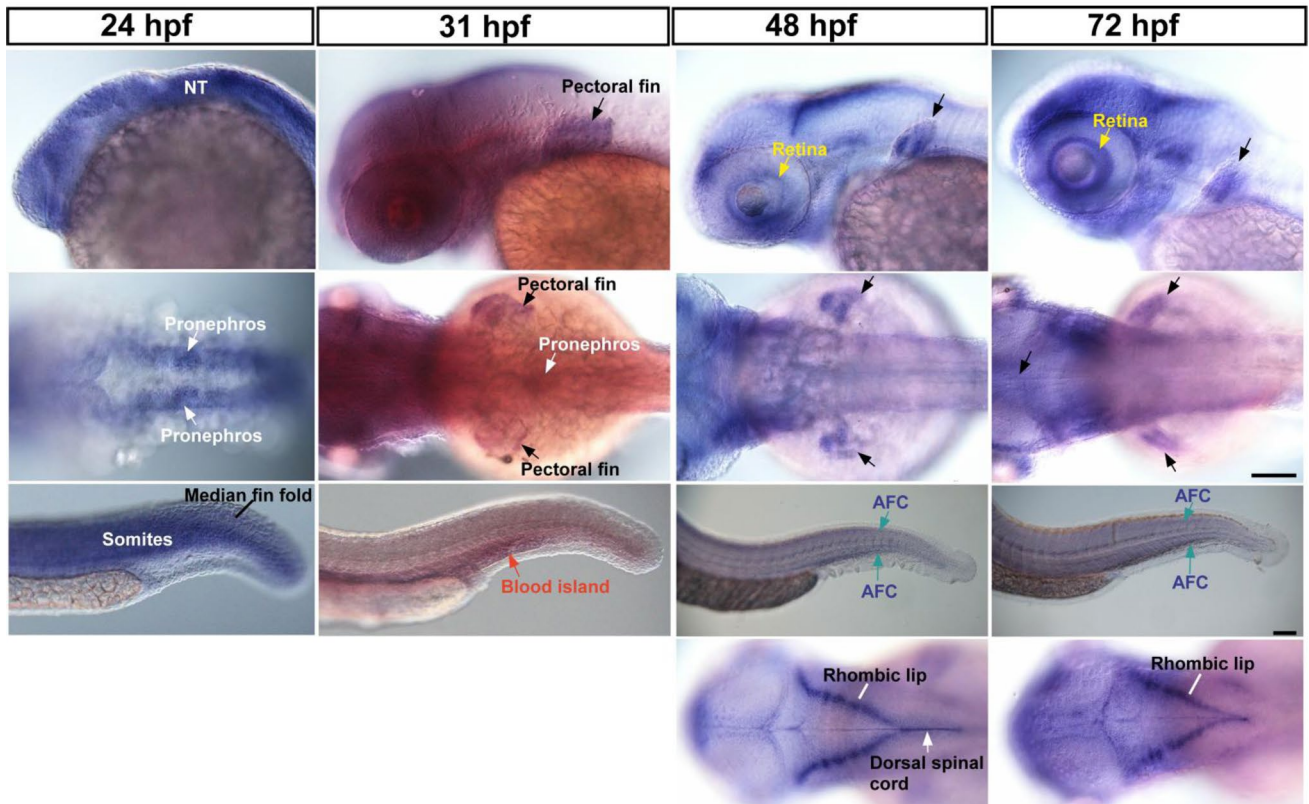 24 hpf
31 hpf
48 hpf
72 hpf
NT
Pectoral fin
Retina
Retina
Pronephros
Pronephros
Pectoral fin
Pronephros
Pectoral fin
Median fin fold
Somites
Blood island
AFC
AFC
AFC
AFC
Rhombic lip
Dorsal spinal
cord
Rhombic lip